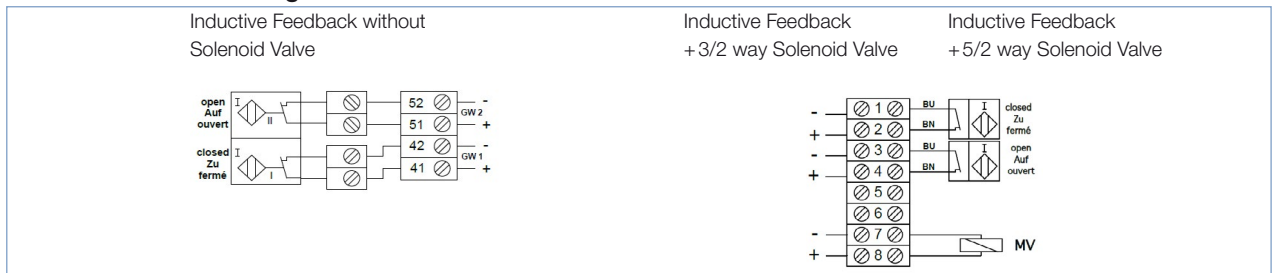 Inductive Feedback without
Solenoid Valve
Inductive Feedback
+3/2 way Solenoid Valve
Inductive Feedback
+5/2 way Solenoid Valve
open
Auf
ouvert
I
II
52 -
GW 2
51 +
closed
Zu
fermé
I
I
42 -
GW 1
41 +
- 1 BU
+ 2 BN
I
closed
Zu
fermé
- 3 BU
+ 4 BN
I
open
Auf
ouvert
5
6
- 7
MV
+ 8